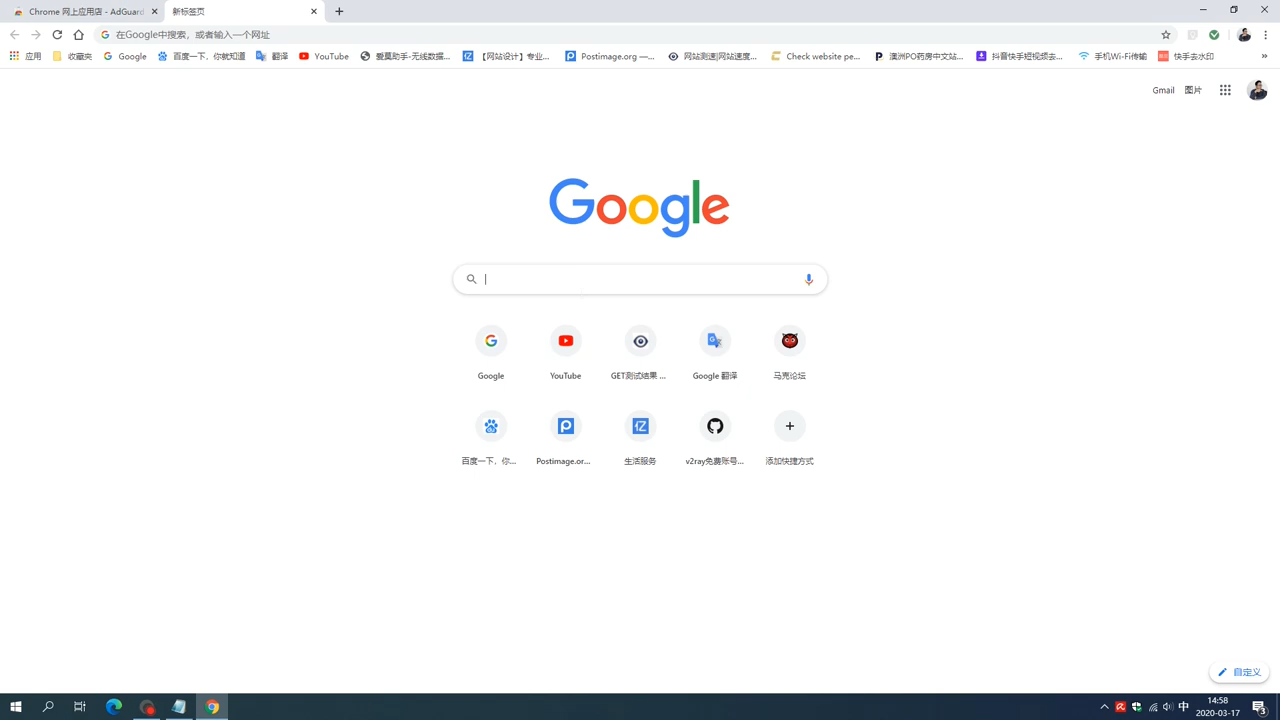 Chrome 网上应用店 - AdGuard
新标签页
在Google中搜索，或者输入一个网址
应用
收藏夹
Google
百度一下，你就知道
翻译
YouTube
爱莫助手-无线数据...
【网站设计】专业...
Postimage.org —...
网站测速|网站速度...
Check website pe...
澳洲PO药房中文站...
抖音快手短视频去...
手机Wi-Fi传输
快手去水印
»
Gmail
图片
Google
Google
YouTube
GET测试结果 ...
Google 翻译
马克论坛
百度一下，你...
Postimage.or...
生活服务
v2ray免费账号...
添加快捷方式
自定义
中
14:58
2020-03-17
3